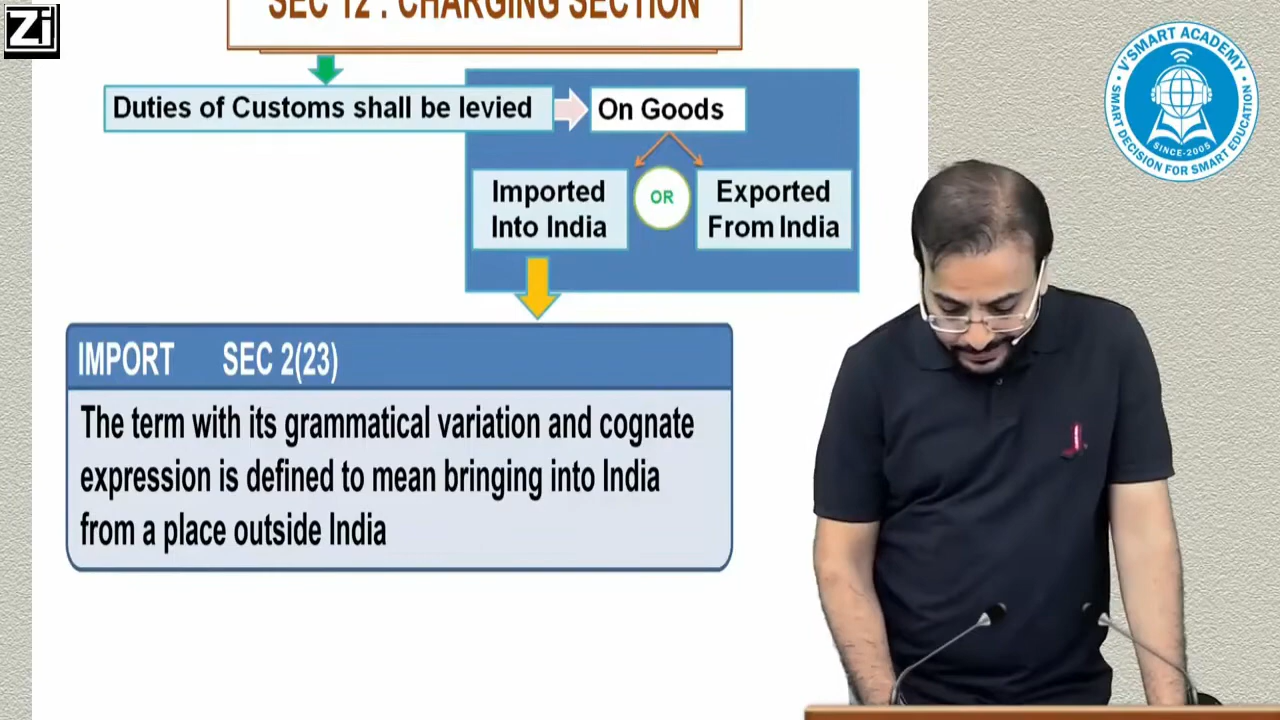 Zi
SEC 12 : CHARGING SECTION
Duties of Customs shall be levied
On Goods
Imported
Into India
OR
Exported
From India
IMPORT SEC 2(23)
The term with its grammatical variation and cognate
expression is defined to mean bringing into India
from a place outside India
V'SMART ACADEMY
SINCE-2005
SMART DECISION FOR SMART EDUCATION